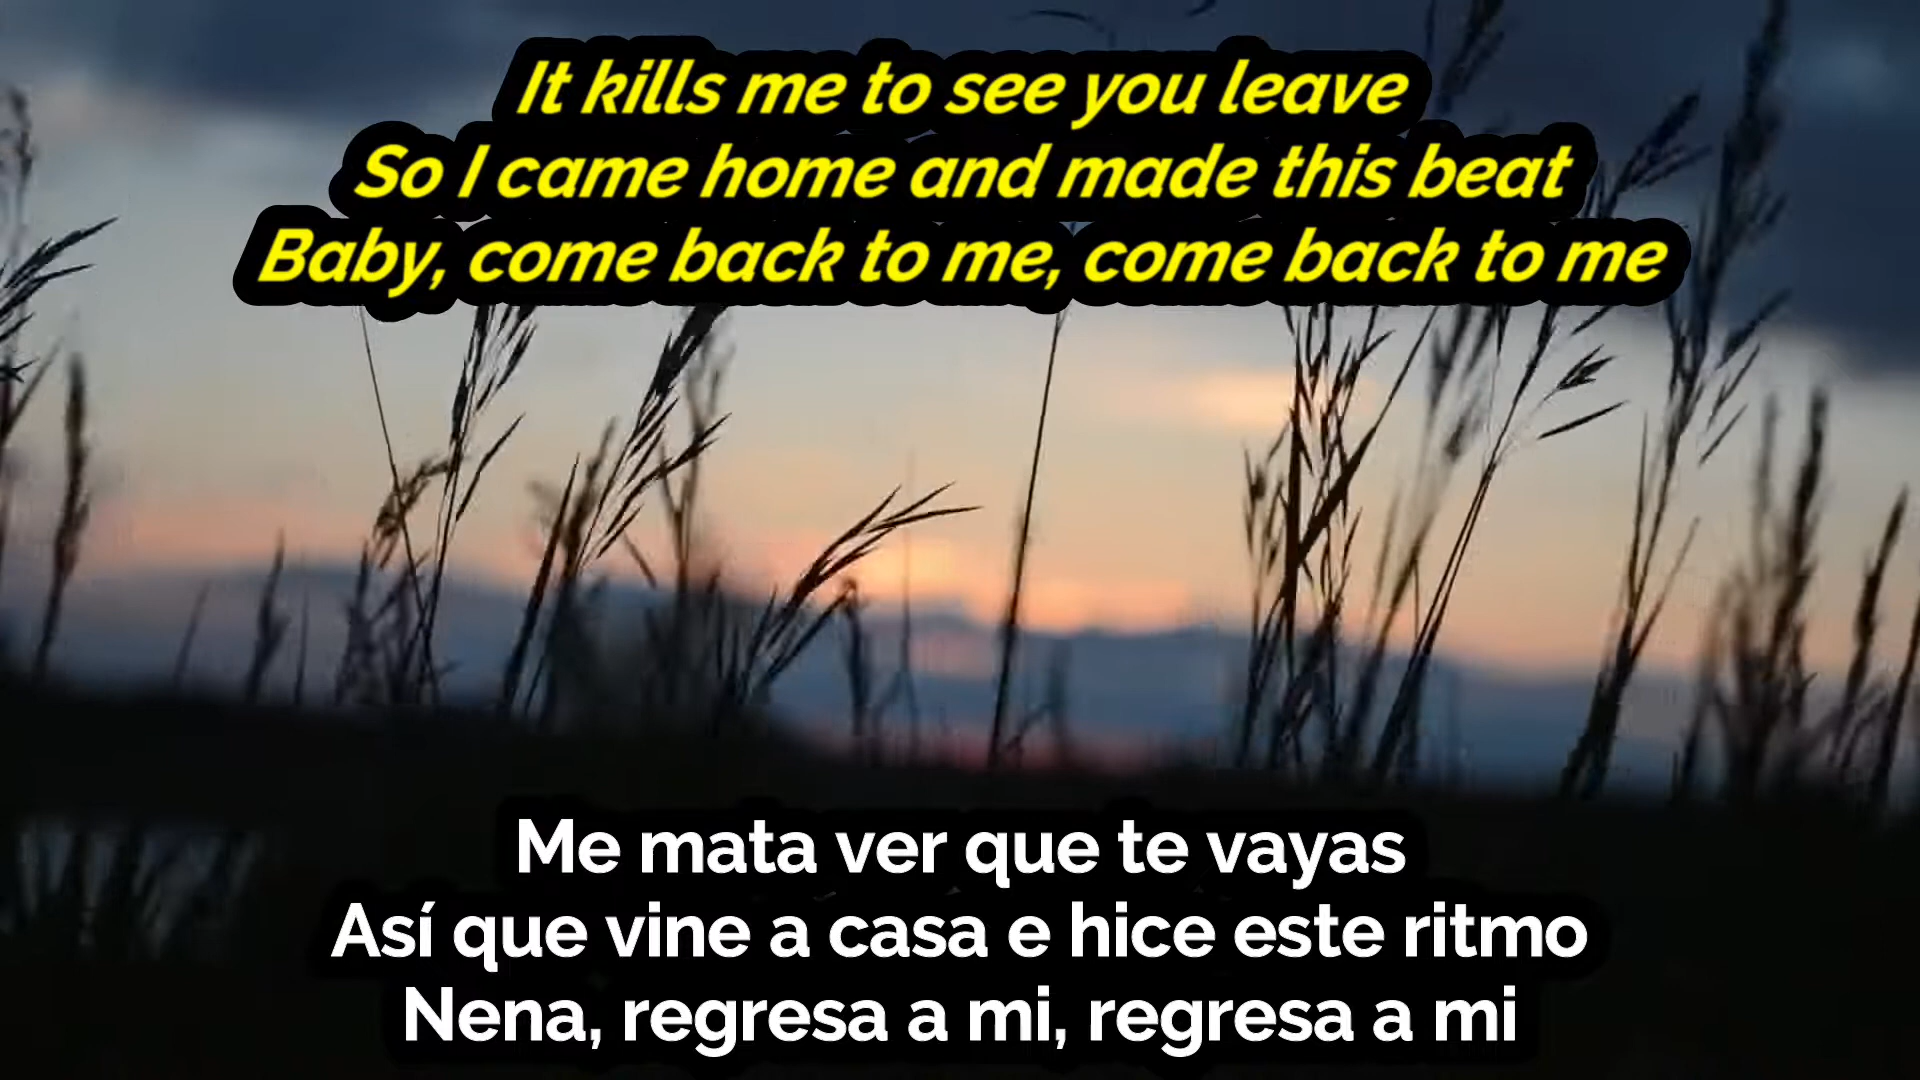 It kills me to see you leave
So I came home and made this beat
Baby, come back to me, come back to me
Me mata ver que te vayas
Así que vine a casa e hice este ritmo
Nena, regresa a mi, regresa a mi